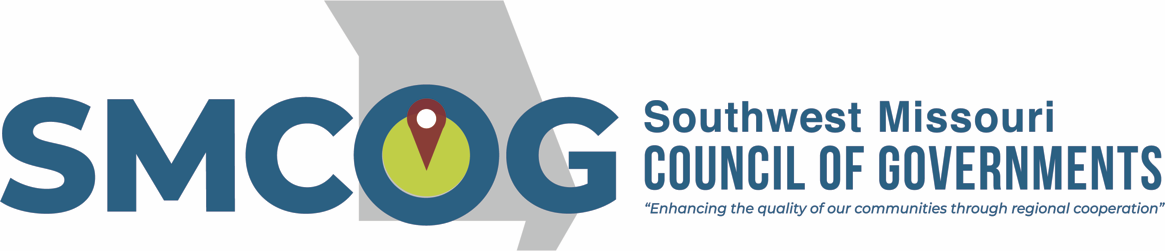 SMCOG
Southwest Missouri
COUNCIL OF GOVERNMENTS
“Enhancing the quality of our communities through regional cooperation”